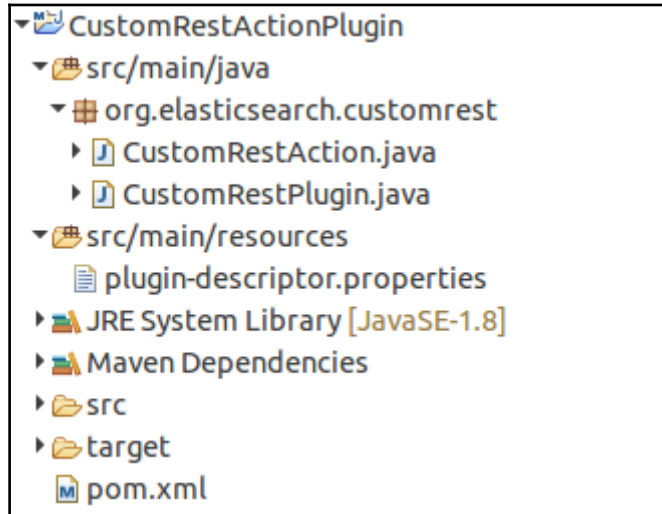 CustomRestActionPlugin
src/main/java
org.elasticsearch.customrest
CustomRestAction.java
CustomRestPlugin.java
src/main/resources
plugin-descriptor.properties
JRE System Library [JavaSE-1.8]
Maven Dependencies
src
target
pom.xml